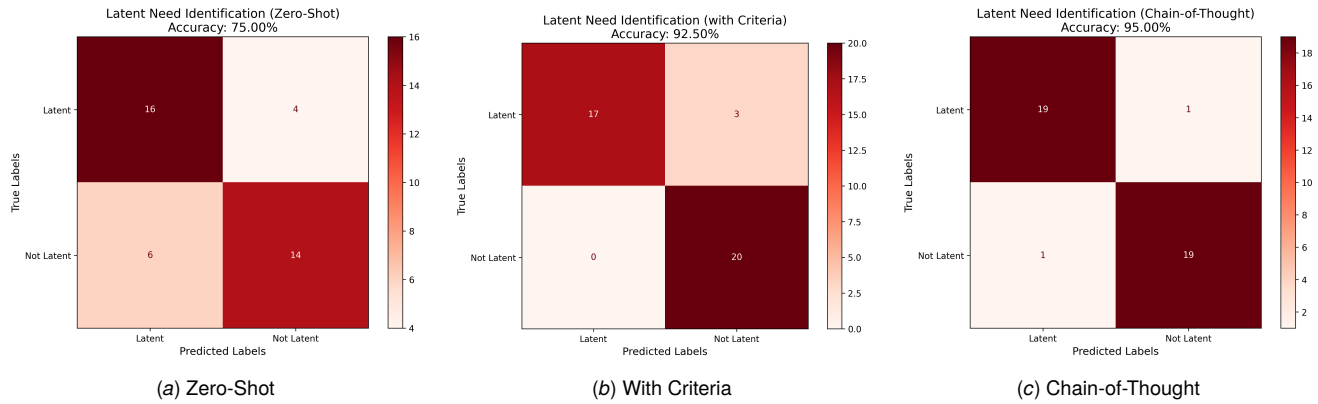 Latent Need Identification (Zero-Shot)
Accuracy: 75.00%
True Labels
Latent
Not Latent
16
4
6
14
Latent
Not Latent
Predicted Labels
16
14
12
10
8
6
4
(a) Zero-Shot
Latent Need Identification (with Criteria)
Accuracy: 92.50%
True Labels
Latent
Not Latent
17
3
0
20
Latent
Not Latent
Predicted Labels
20.0
17.5
15.0
12.5
10.0
7.5
5.0
2.5
0.0
(b) With Criteria
Latent Need Identification (Chain-of-Thought)
Accuracy: 95.00%
True Labels
Latent
Not Latent
19
1
1
19
Latent
Not Latent
Predicted Labels
18
16
14
12
10
8
6
4
2
(c) Chain-of-Thought